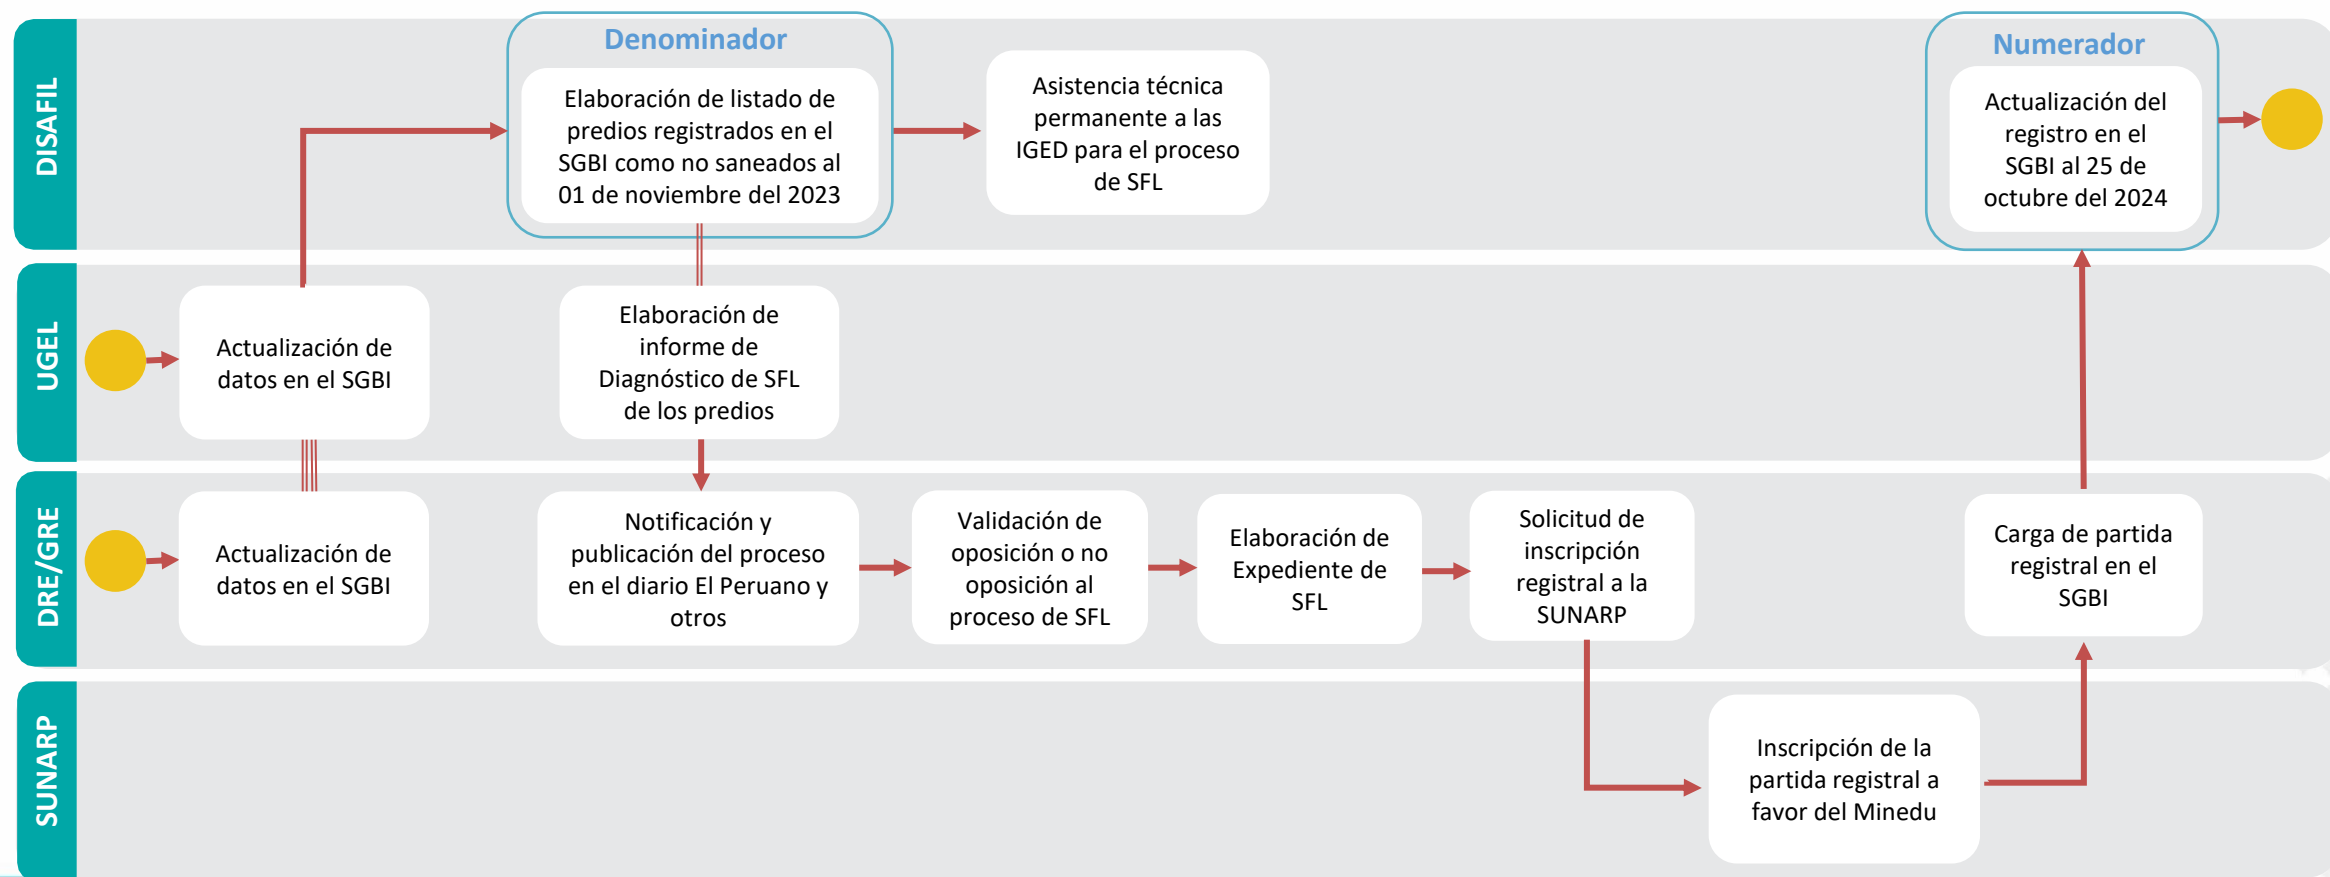 DISAFIL
Denominador
Elaboración de listado de
predios registrados en el
SGBI como no saneados al
01 de noviembre del 2023
Asistencia técnica
permanente a las
IGED para el proceso
de SFL
Numerador
Actualización del
registro en el
SGBI al 25 de
octubre del 2024
UGEL
Actualización de
datos en el SGBI
Elaboración de
informe de
Diagnóstico de SFL
de los predios
DRE/GRE
Actualización de
datos en el SGBI
Notificación y
publicación del proceso
en el diario El Peruano y
otros
Validación de
oposición o no
oposición al
proceso de SFL
Elaboración de
Expediente de
SFL
Solicitud de
inscripción
registral a la
SUNARP
Carga de partida
registral en el
SGBI
SUNARP
Inscripción de la
partida registral a
favor del Minedu